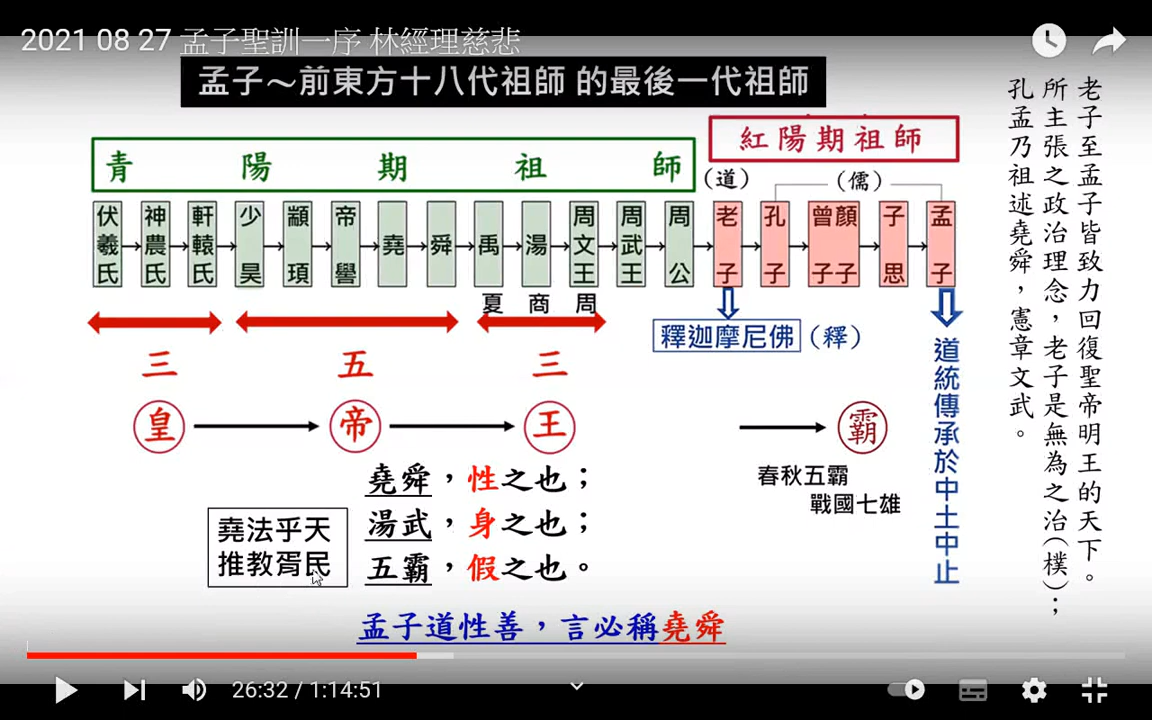 2021 08 27 孟子聖訓一序 林經理慈悲
孟子～前東方十八代祖師 的最後一代祖師
青陽期祖師
紅陽期祖師
（道）
（儒）
伏羲氏
神農氏
軒轅氏
少昊
顓頊
帝嚳
堯
舜
禹
湯
周文王
周武王
周公
老子
孔子
曾子
顏子
子思
孟子
夏
商
周
釋迦摩尼佛
（釋）
三
五
三
皇
帝
王
霸
春秋五霸
戰國七雄
道統傳承於中土中止
堯舜，性之也；
湯武，身之也；
五霸，假之也。
堯法乎天
推教胥民
孟子道性善，言必稱堯舜
老子至孟子皆致力回復聖帝明王的天下。
所主張之政治理念，老子是無為之治（樸）；
孔孟乃祖述堯舜，憲章文武。
26:32 / 1:14:51